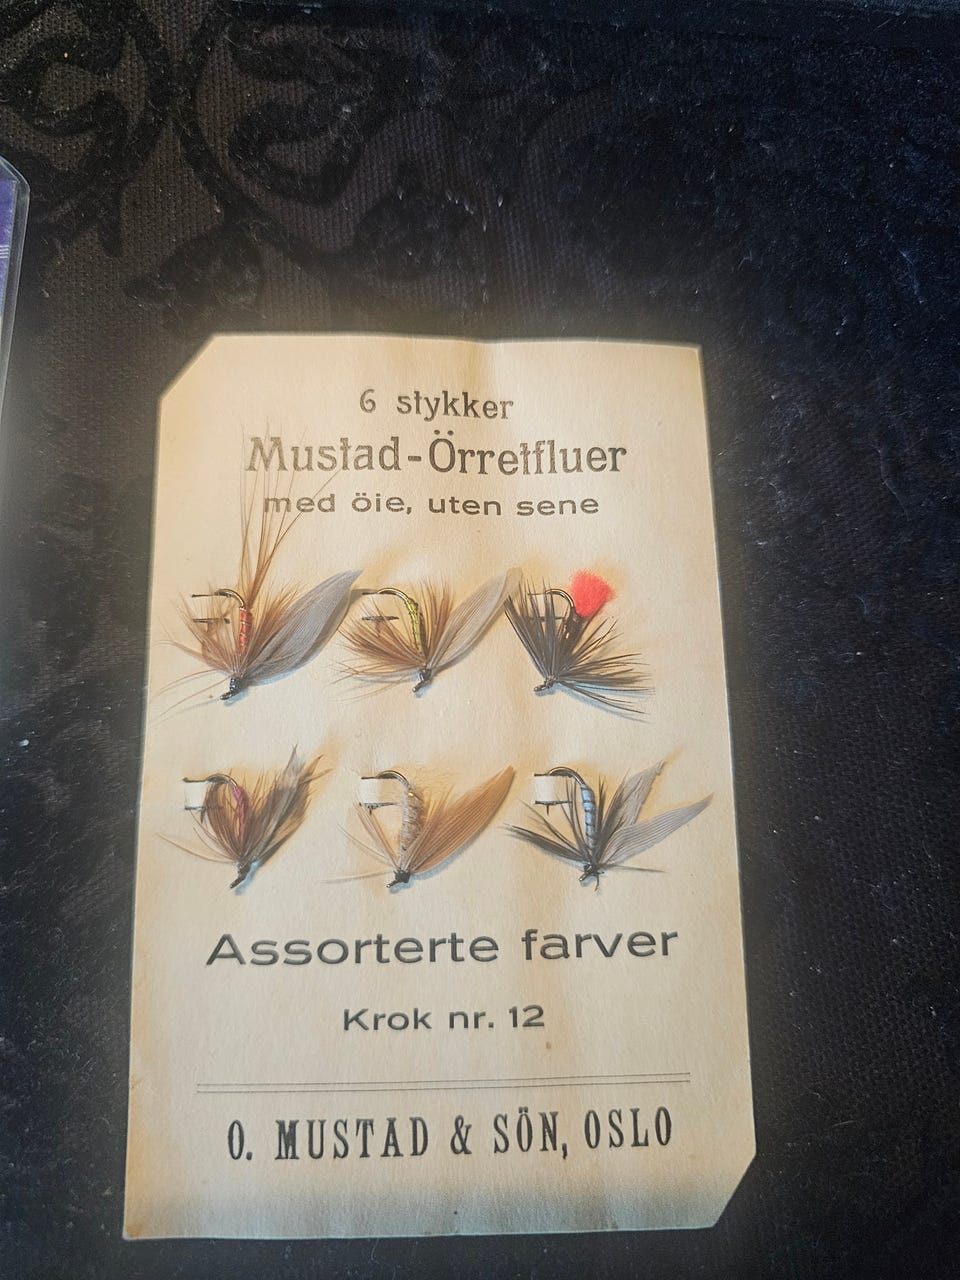 6 stykker
Mustad-Örretfluer
med öie, uten sene
Assorterte farver
Krok nr. 12
O. MUSTAD & SÖN, OSLO